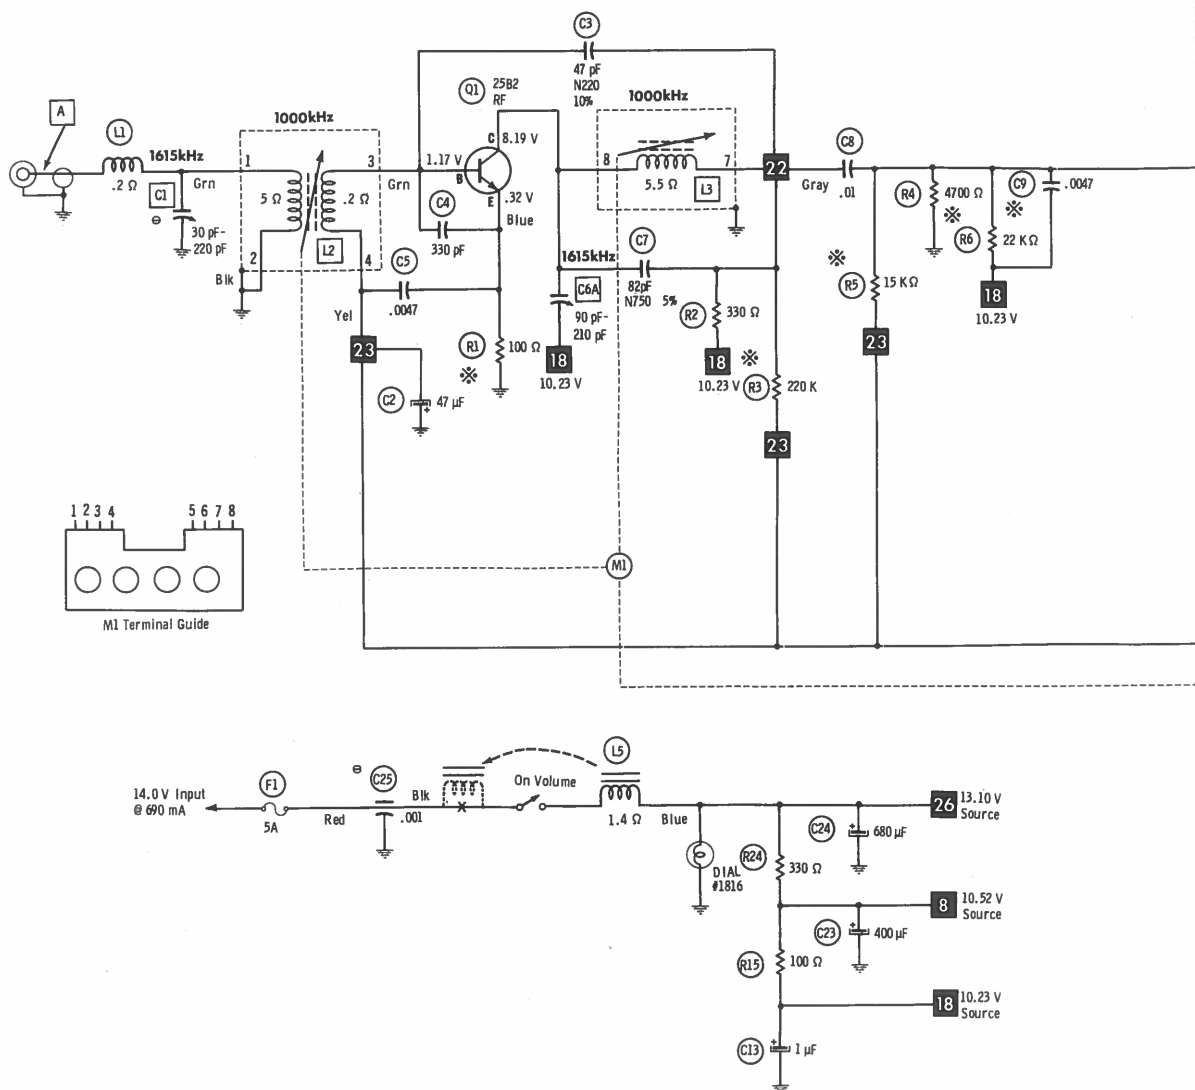 C3
47 pF
N220
10%
Q1
25B2
RF
A
L1
.2 Ω
1615kHz
Grn
C1
⊖
30 pF-
220 pF
1000kHz
1
3
5 Ω
.2 Ω
L2
2
4
Blk
Yel
Grn
1.17 V
B
C
8.19 V
E
.32 V
Blue
C4
330 pF
C5
.0047
R1
100 Ω
※
23
C2
+
47 µF
1000kHz
8
7
5.5 Ω
L3
1615kHz
C6A
90 pF-
210 pF
18
10.23 V
C7
82pF
N750 5%
R2
330 Ω
18
10.23 V
※
R3
220 K
22
Gray
23
C8
.01
※
R5
15 KΩ
23
R4
4700 Ω
※
C9
※
.0047
R6
22 KΩ
18
10.23 V
M1
1 2 3 4
5 6 7 8
M1 Terminal Guide
14.0 V Input
@ 690 mA
F1
5A
Red
⊖
C25
.001
Blk
X
On Volume
L5
1.4 Ω
Blue
DIAL
#1816
R24
330 Ω
C24
+
680 µF
26
13.10 V
Source
C23
+
400 µF
8
10.52 V
Source
R15
100 Ω
18
10.23 V
Source
C13
+
1 µF